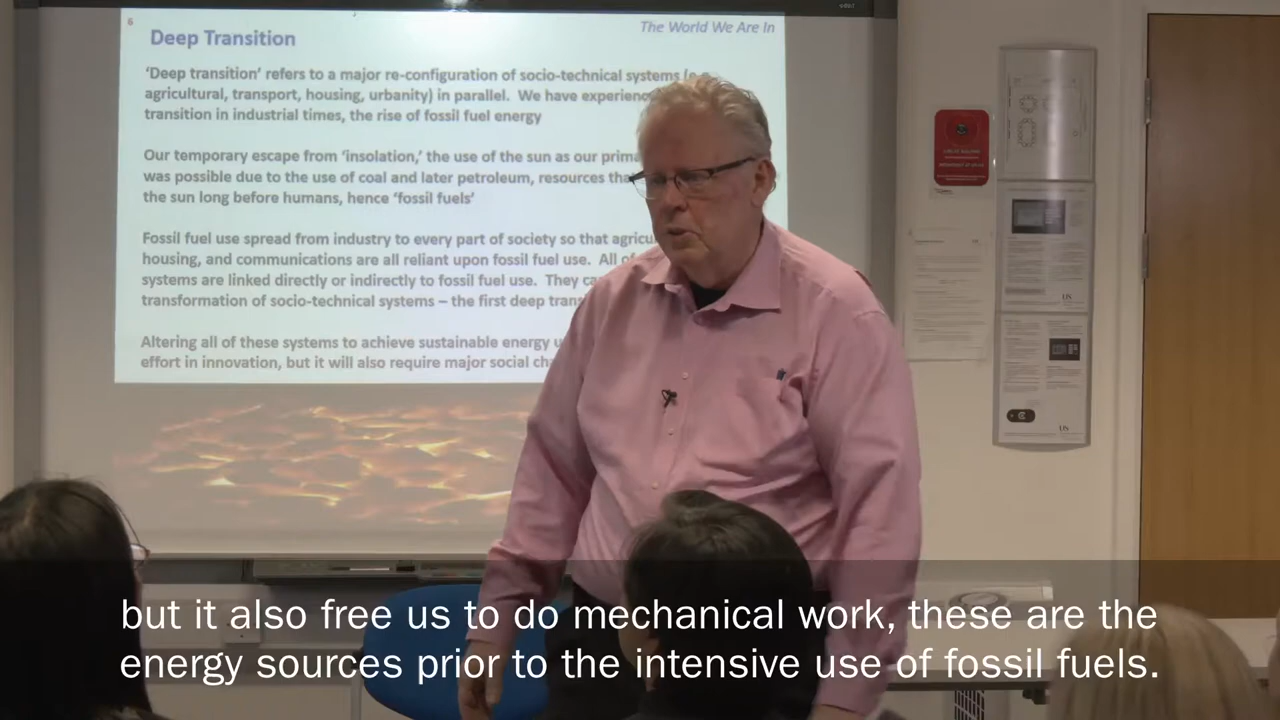 6
The World We Are In
Deep Transition
'Deep transition' refers to a major re-configuration of socio-technical systems
agricultural, transport, housing, urbanity) in parallel. We have
transition in industrial times, the rise of fossil fuel energy
Our temporary escape from 'insolation,' the use of the sun as our
was possible due to the use of coal and later petroleum, resources
the sun long before humans, hence 'fossil fuels'
Fossil fuel use spread from industry to every part of society so that
housing, and communications are all reliant upon fossil fuel use. All of
systems are linked directly or indirectly to fossil fuel use. They
transformation of socio-technical systems – the first deep
Altering all of these systems to achieve sustainable energy
effort in innovation, but it will also require major social
US
US
but it also free us to do mechanical work, these are the
energy sources prior to the intensive use of fossil fuels.